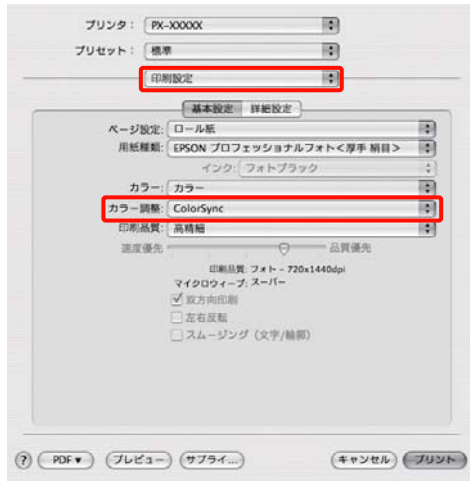 プリンタ： PX-XXXXX
プリセット： 標準
印刷設定
基本設定 詳細設定
ページ設定: ロール紙
用紙種類: EPSON プロフェッショナルフォト<厚手 絹目>
インク: フォトブラック
カラー: カラー
カラー調整: ColorSync
印刷品質: 高精細
速度優先 品質優先
印刷品質: フォト - 720x1440dpi
マイクロウィーブ: スーパー
双方向印刷
左右反転
スムージング（文字/輪郭）
? PDF▼ プレビュー サプライ... キャンセル プリント